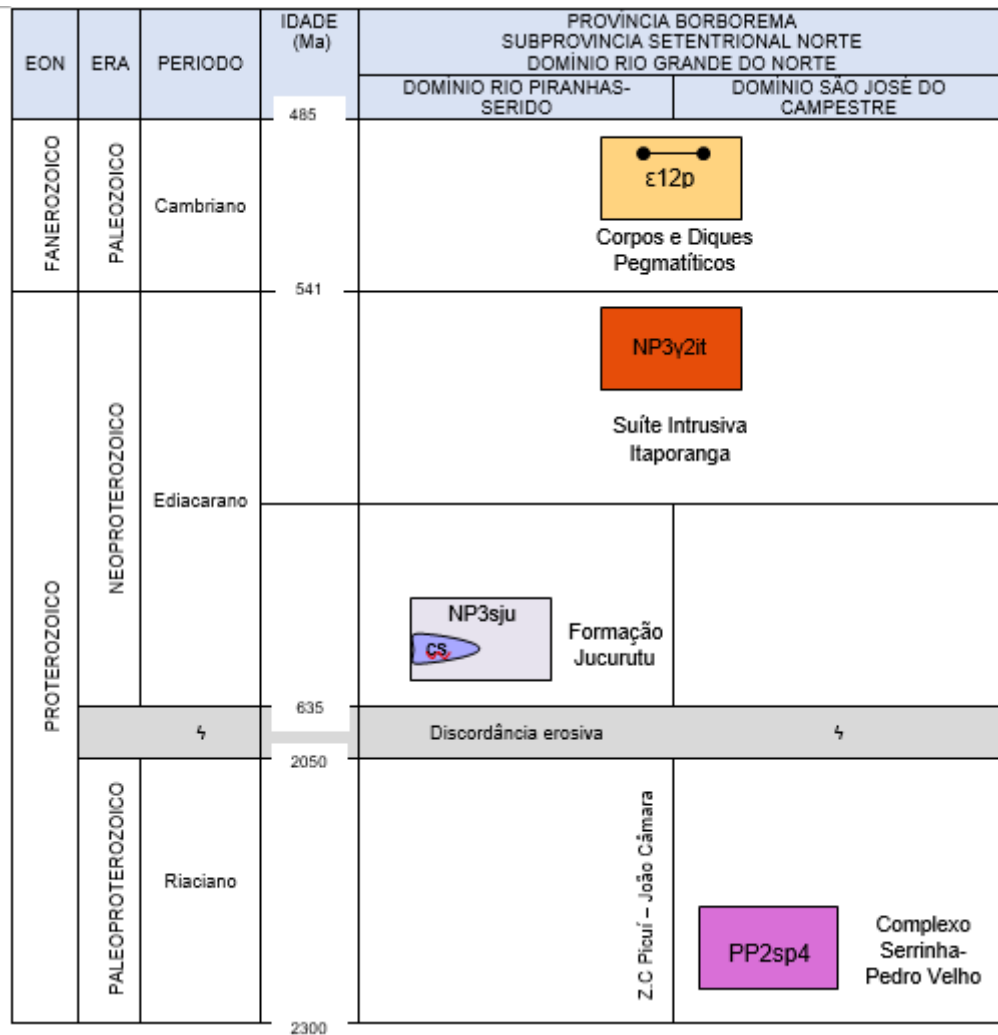 EON
ERA
PERIODO
IDADE
(Ma)
PROVÍNCIA BORBOREMA
SUBPROVINCIA SETENTRIONAL NORTE
DOMÍNIO RIO GRANDE DO NORTE
DOMÍNIO RIO PIRANHAS-
SERIDO
DOMÍNIO SÃO JOSÉ DO
CAMPESTRE
485
FANEROZOICO
PALEOZOICO
Cambriano
ε12p
Corpos e Diques
Pegmatíticos
541
PROTEROZOICO
NEOPROTEROZOICO
Ediacarano
NP3γ2it
Suíte Intrusiva
Itaporanga
NP3sju
cs
Formação
Jucurutu
635
ϟ
Discordância erosiva
ϟ
2050
PALEOPROTEROZOICO
Riaciano
Z.C Picuí – João Câmara
PP2sp4
Complexo
Serrinha-
Pedro Velho
2300